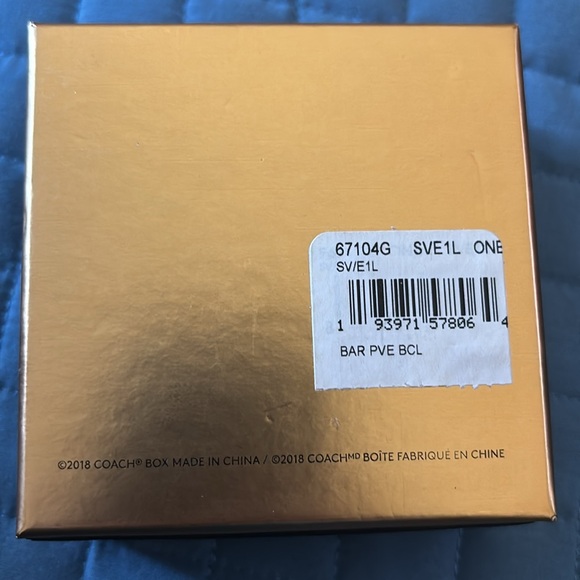 67104G SVE1L ONE
SV/E1L
1 93971 57806 4
BAR PVE BCL
©2018 COACH® BOX MADE IN CHINA / ©2018 COACHMD BOÎTE FABRIQUÉ EN CHINE